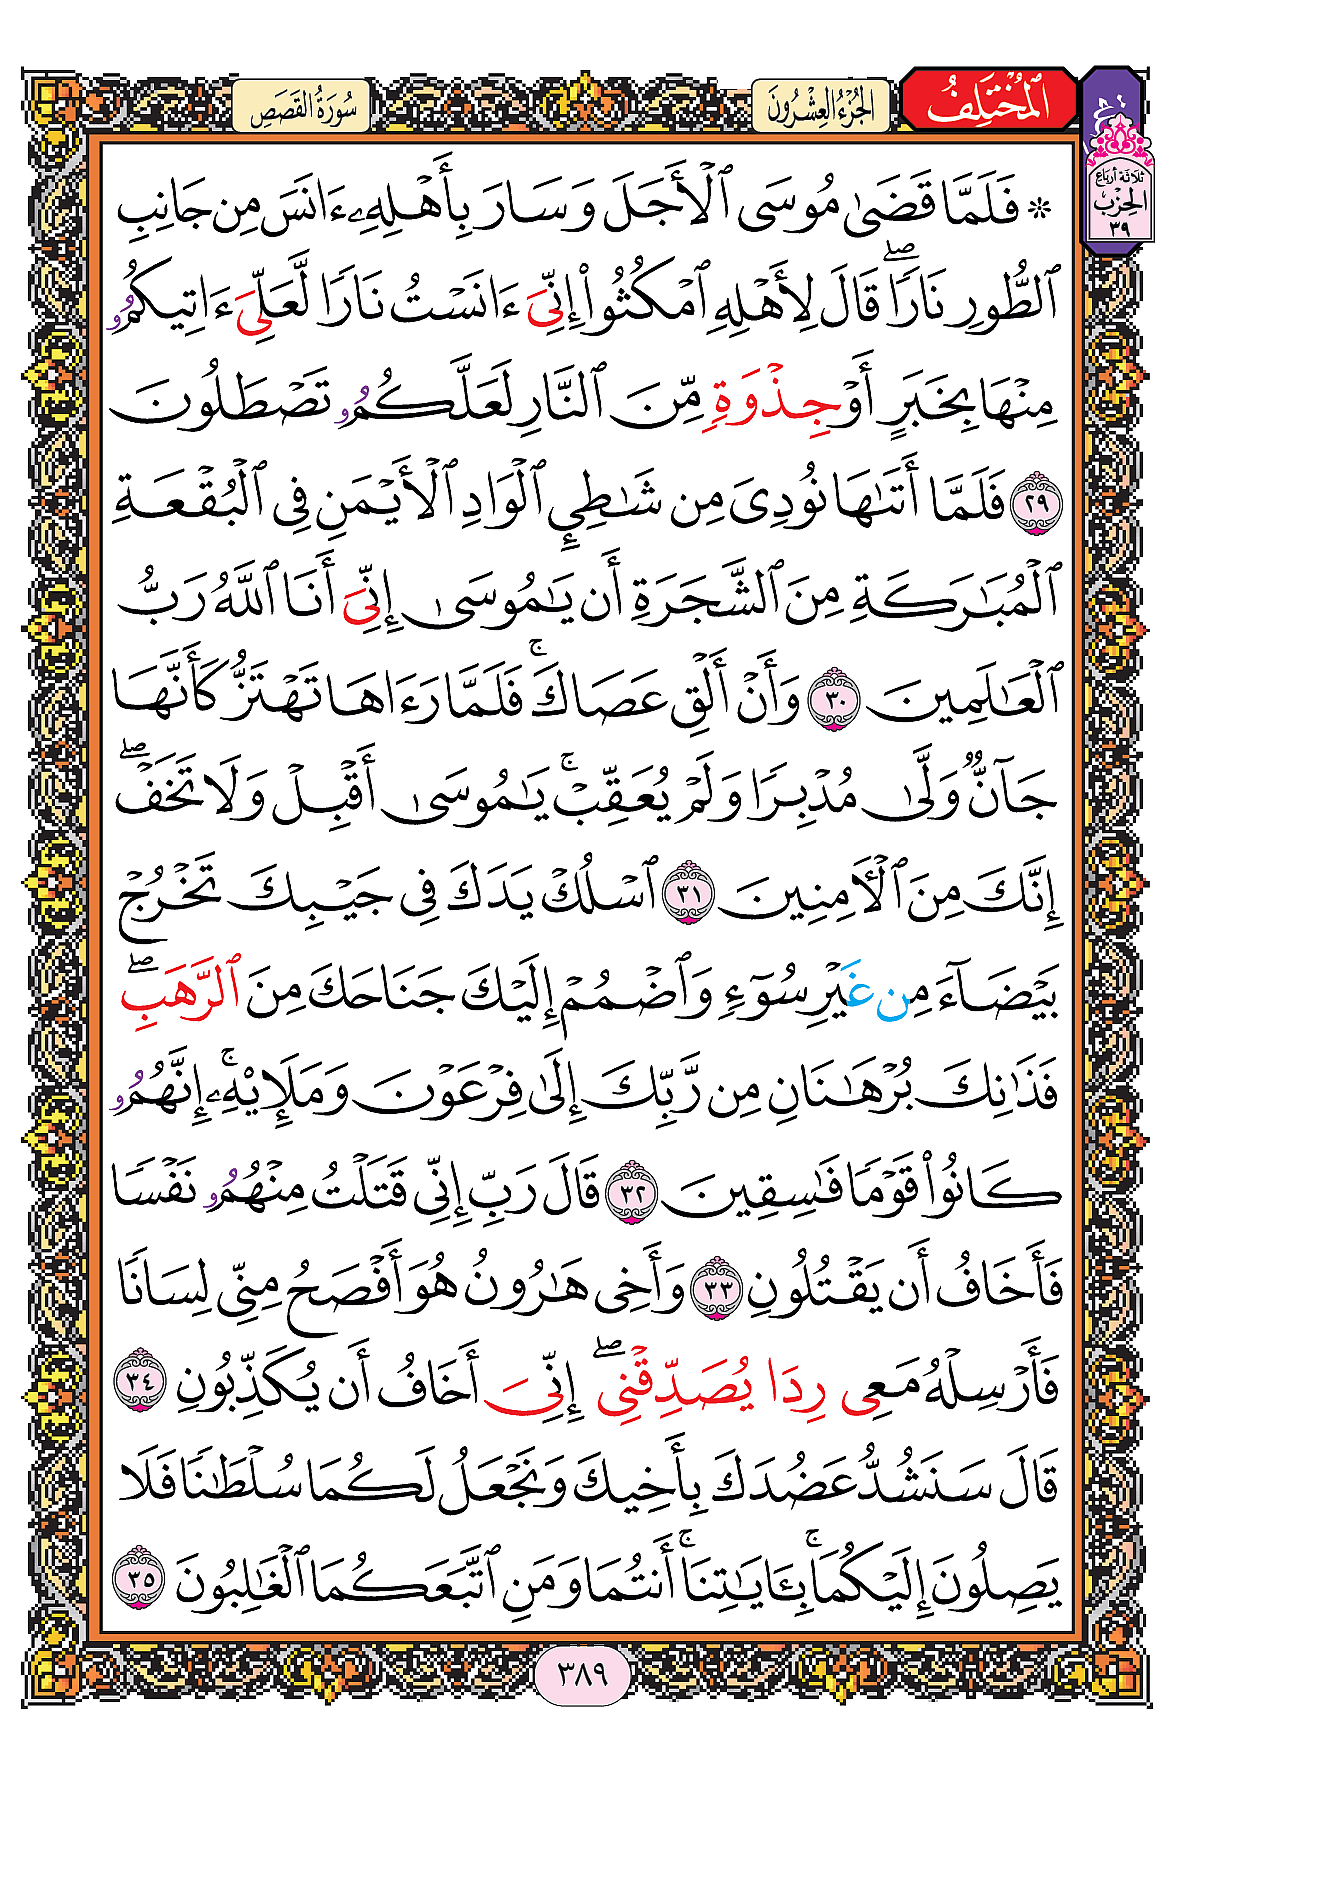 سُورَةُ القَصَصِ
الجُزْءُ العِشْرُونَ
ٱلْمُخْتَلِفُ
ثلاثة أرباع
الحِزْب
٣٩
* فَلَمَّا قَضَىٰ مُوسَى ٱلْأَجَلَ وَسَارَ بِأَهْلِهِۦ ءَانَسَ مِن جَانِبِ
ٱلطُّورِ نَارًاۖ قَالَ لِأَهْلِهِ ٱمْكُثُوا۟ إِنِّىَ ءَانَسْتُ نَارًا لَّعَلِّىَ ءَاتِيكُمُو
مِنْهَا بِخَبَرٍ أَوْ جِذْوَةٍ مِّنَ ٱلنَّارِ لَعَلَّكُمُو تَصْطَلُونَ
٢٩ فَلَمَّا أَتَىٰهَا نُودِىَ مِن شَٰطِئِ ٱلْوَادِ ٱلْأَيْمَنِ فِى ٱلْبُقْعَةِ
ٱلْمُبَٰرَكَةِ مِنَ ٱلشَّجَرَةِ أَن يَٰمُوسَىٰ إِنِّىَ أَنَا ٱللَّهُ رَبُّ
ٱلْعَٰلَمِينَ ٣٠ وَأَنْ أَلْقِ عَصَاكَۚ فَلَمَّا رَءَاهَا تَهْتَزُّ كَأَنَّهَا
جَآنٌّ وَلَّىٰ مُدْبِرًا وَلَمْ يُعَقِّبْۚ يَٰمُوسَىٰ أَقْبِلْ وَلَا تَخَفْۖ
إِنَّكَ مِنَ ٱلْأَمِنِينَ ٣١ ٱسْلُكْ يَدَكَ فِى جَيْبِكَ تَخْرُجْ
بَيْضَآءَ مِن غَيْرِ سُوٓءٍ وَٱضْمُمْ إِلَيْكَ جَنَاحَكَ مِنَ ٱلرَّهَبِۖ
فَذَٰنِكَ بُرْهَٰنَانِ مِن رَّبِّكَ إِلَىٰ فِرْعَوْنَ وَمَلَإِيْهِۦۚ إِنَّهُمُو
كَانُوا۟ قَوْمًا فَٰسِقِينَ ٣٢ قَالَ رَبِّ إِنِّى قَتَلْتُ مِنْهُمُو نَفْسًا
فَأَخَافُ أَن يَقْتُلُونِ ٣٣ وَأَخِى هَٰرُونُ هُوَ أَفْصَحُ مِنِّى لِسَانًا
فَأَرْسِلْهُ مَعِى رِدًا يُصَدِّقْنِىۖ إِنِّىَ أَخَافُ أَن يُكَذِّبُونِ ٣٤
قَالَ سَنَشُدُّ عَضُدَكَ بِأَخِيكَ وَنَجْعَلُ لَكُمَا سُلْطَٰنًا فَلَا
يَصِلُونَ إِلَيْكُمَاۚ بِـَٔايَٰتِنَاۚ أَنتُمَا وَمَنِ ٱتَّبَعَكُمَا ٱلْغَٰلِبُونَ ٣٥
٣٨٩